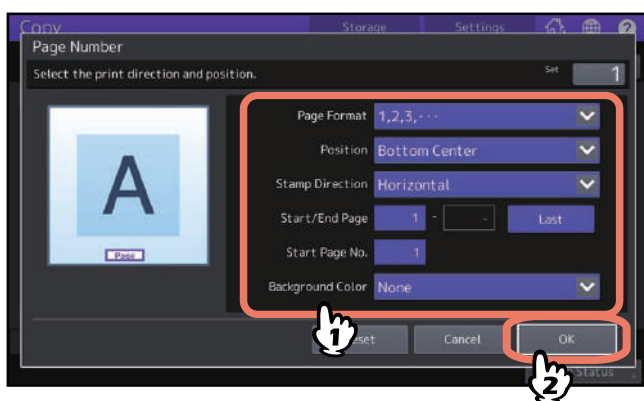 Copy Storage Settings
Page Number
Select the print direction and position. Set 1
Page Format 1,2,3,···
Position Bottom Center
Stamp Direction Horizontal
Start/End Page 1 - - Last
Start Page No. 1
Background Color None
A
Page
1
Cancel OK
2
Status